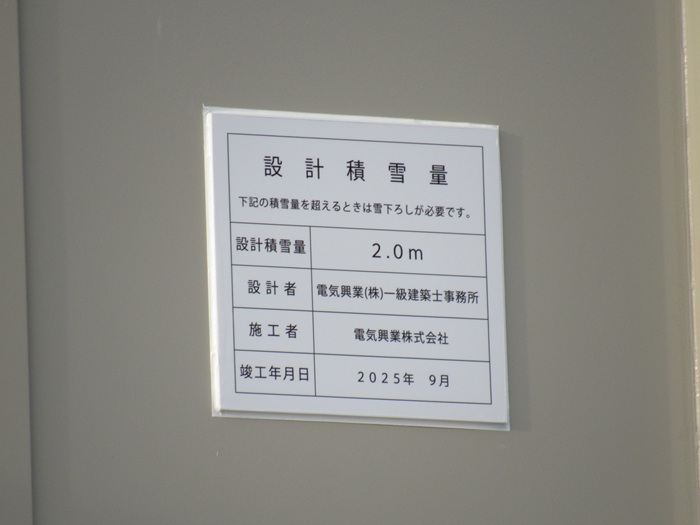 設計積雪量
下記の積雪量を超えるときは雪下ろしが必要です。
設計積雪量 2.0m
設計者 電気興業(株)一級建築士事務所
施工者 電気興業株式会社
竣工年月日 2025年 9月